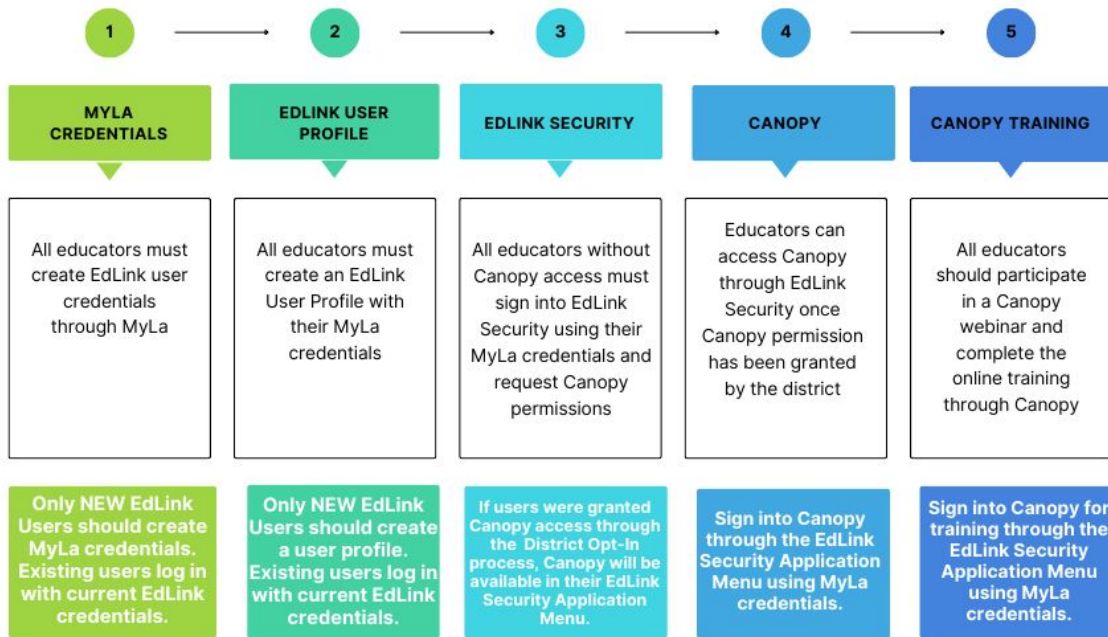 1
2
3
4
5
MYLA
CREDENTIALS
EDLINK USER
PROFILE
EDLINK SECURITY
CANOPY
CANOPY TRAINING
All educators must
create EdLink user
credentials
through MyLa
All educators must
create an EdLink
User Profile with
their MyLa
credentials
All educators without
Canopy access must
sign into EdLink
Security using their
MyLa credentials and
request Canopy
permissions
Educators can
access Canopy
through EdLink
Security once
Canopy permission
has been granted
by the district
All educators
should participate
in a Canopy
webinar and
complete the
online training
through Canopy
Only NEW EdLink
Users should create
MyLa credentials.
Existing users log in
with current EdLink
credentials.
Only NEW EdLink
Users should create
a user profile.
Existing users log in
with current EdLink
credentials.
If users were granted
Canopy access through
the District Opt-In
process, Canopy will be
available in their EdLink
Security Application
Menu.
Sign into Canopy
through the EdLink
Security Application
Menu using MyLa
credentials.
Sign into Canopy for
training through the
EdLink Security
Application Menu
using MyLa
credentials.